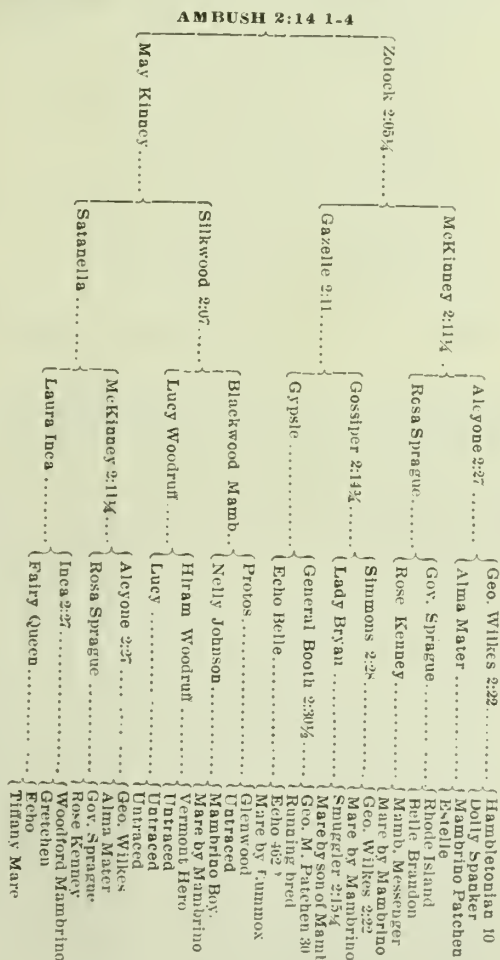 AMBUSH 2:14 1-4
Zolock 2:05¼......
May Kinney......
McKinney 2:11¼ .
Gazelle 2:11......
Silkwood 2:07.....
Satanella .... ....
Alcyone 2:27 ......
Rosa Sprague......
Gossiper 2:14¾......
Gypsie ............
Blackwood Mamb..
Lucy Woodruff .....
McKinney 2:11¼....
Laura Inca .........
Geo. Wilkes 2:22 .....
Alma Mater ...........
Gov. Sprague.... ....
Rose Kenney...........
Simmons 2:28...........
Lady Bryan ............
General Booth 2:30½....
Echo Belle............
Protos................
Nelly Johnson.........
Hiram Woodruff ......
Lucy ..... ..........
Alcyone 2:27.... ....
Rosa Sprague .........
Inca 2:27.............
Fairy Queen...........
Hambletonian 10
Dolly Spanker
Mambrino Patchen
Estelle
Rhode Island
Belle Brandon
Mamb. Messenger
Mare by Mambrino
Geo. Wilkes 2:22
Mare by Mambrino
Smuggler 2:15¼
Mare by son of Mamb
Geo. M. Patchen 30
Running bred
Echo 462
Mare by Lummox
Glenwood
Untraced
Mambrino Boy.
Mare by Mambrino
Vermont Hero
Untraced
Untraced
Untraced
Geo. Wilkes
Alma Mater
Gov. Sprague
Rose Kenney
Woodford Mambrino
Gretchen
Echo
Tiffany Mare